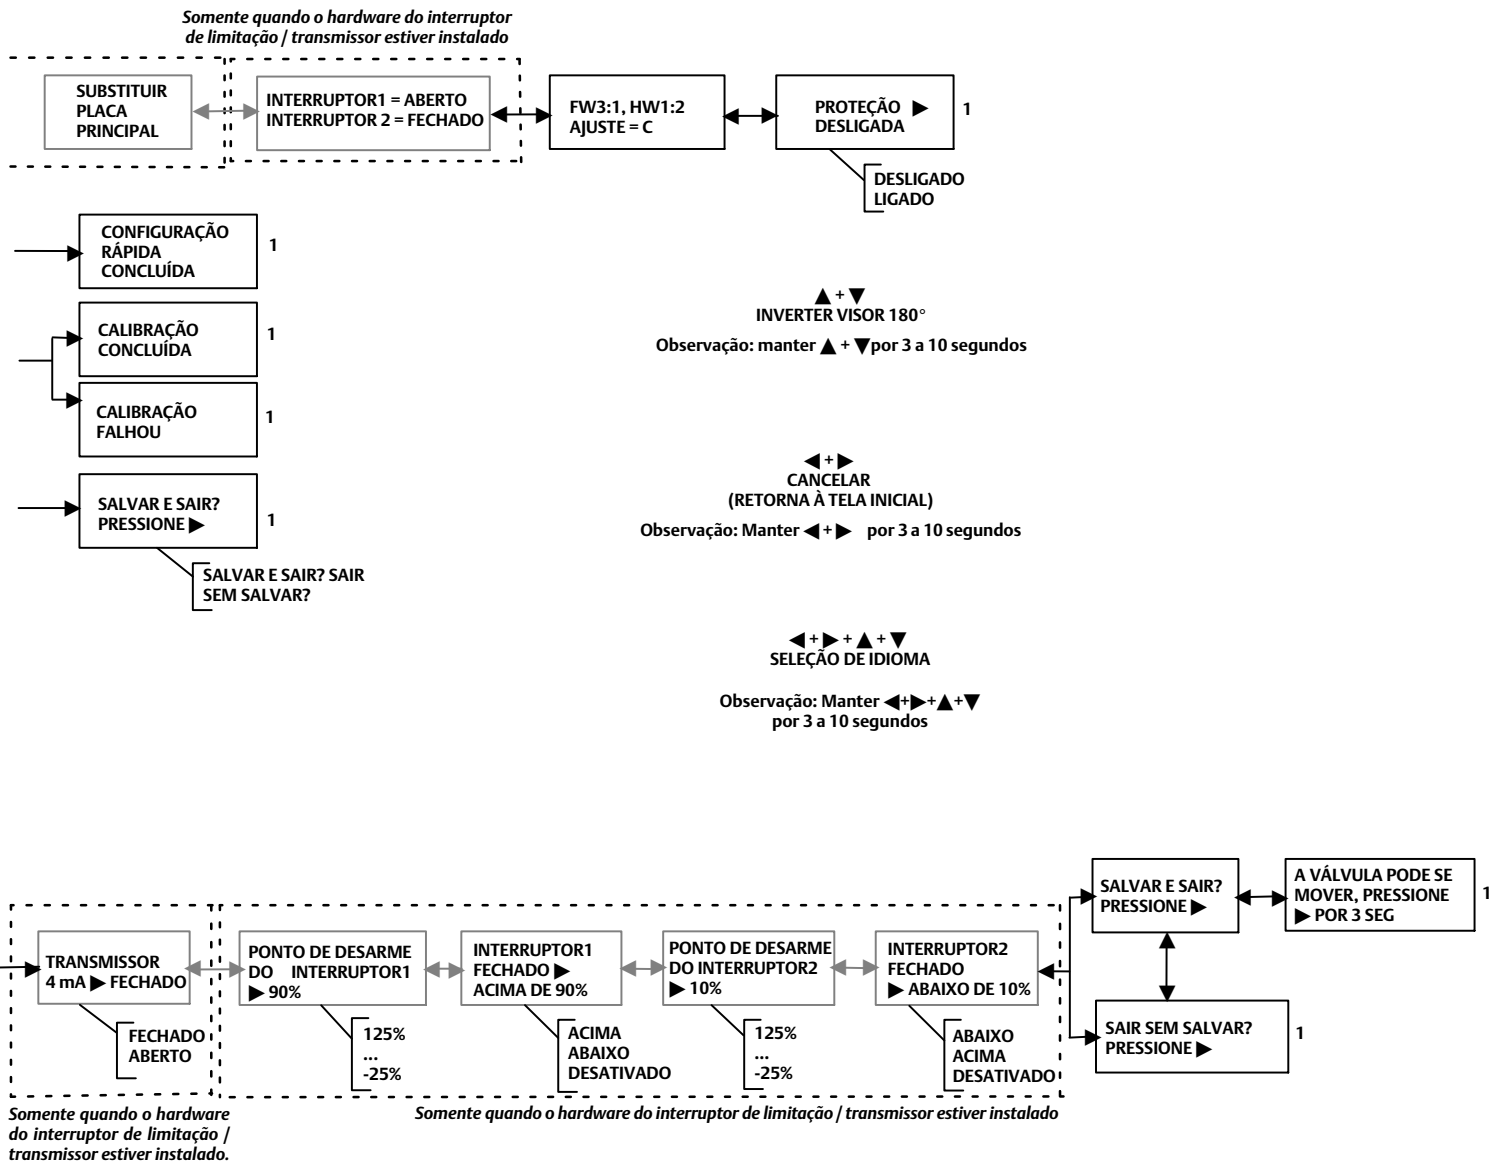 Somente quando o hardware do interruptor
de limitação / transmissor estiver instalado
SUBSTITUIR
PLACA
PRINCIPAL
INTERRUPTOR1 = ABERTO
INTERRUPTOR 2 = FECHADO
FW3:1, HW1:2
AJUSTE = C
PROTEÇÃO ▶
DESLIGADA
1
DESLIGADO
LIGADO
CONFIGURAÇÃO
RÁPIDA
CONCLUÍDA
1
CALIBRAÇÃO
CONCLUÍDA
1
CALIBRAÇÃO
FALHOU
1
SALVAR E SAIR?
PRESSIONE ▶
1
SALVAR E SAIR? SAIR
SEM SALVAR?
▲ + ▼
INVERTER VISOR 180°
Observação: manter ▲ + ▼por 3 a 10 segundos
◀ + ▶
CANCELAR
(RETORNA À TELA INICIAL)
Observação: Manter ◀ + ▶ por 3 a 10 segundos
◀ + ▶ + ▲ + ▼
SELEÇÃO DE IDIOMA
Observação: Manter ◀+▶+▲+▼
por 3 a 10 segundos
TRANSMISSOR
4 mA ▶ FECHADO
FECHADO
ABERTO
PONTO DE DESARME
DO INTERRUPTOR1
▶ 90%
125%
...
-25%
INTERRUPTOR1
FECHADO ▶
ACIMA DE 90%
ACIMA
ABAIXO
DESATIVADO
PONTO DE DESARME
DO INTERRUPTOR2
▶ 10%
125%
...
-25%
INTERRUPTOR2
FECHADO
▶ ABAIXO DE 10%
ABAIXO
ACIMA
DESATIVADO
SALVAR E SAIR?
PRESSIONE ▶
A VÁLVULA PODE SE
MOVER, PRESSIONE
▶ POR 3 SEG
1
SAIR SEM SALVAR?
PRESSIONE ▶
1
Somente quando o hardware
do interruptor de limitação /
transmissor estiver instalado.
Somente quando o hardware do interruptor de limitação / transmissor estiver instalado